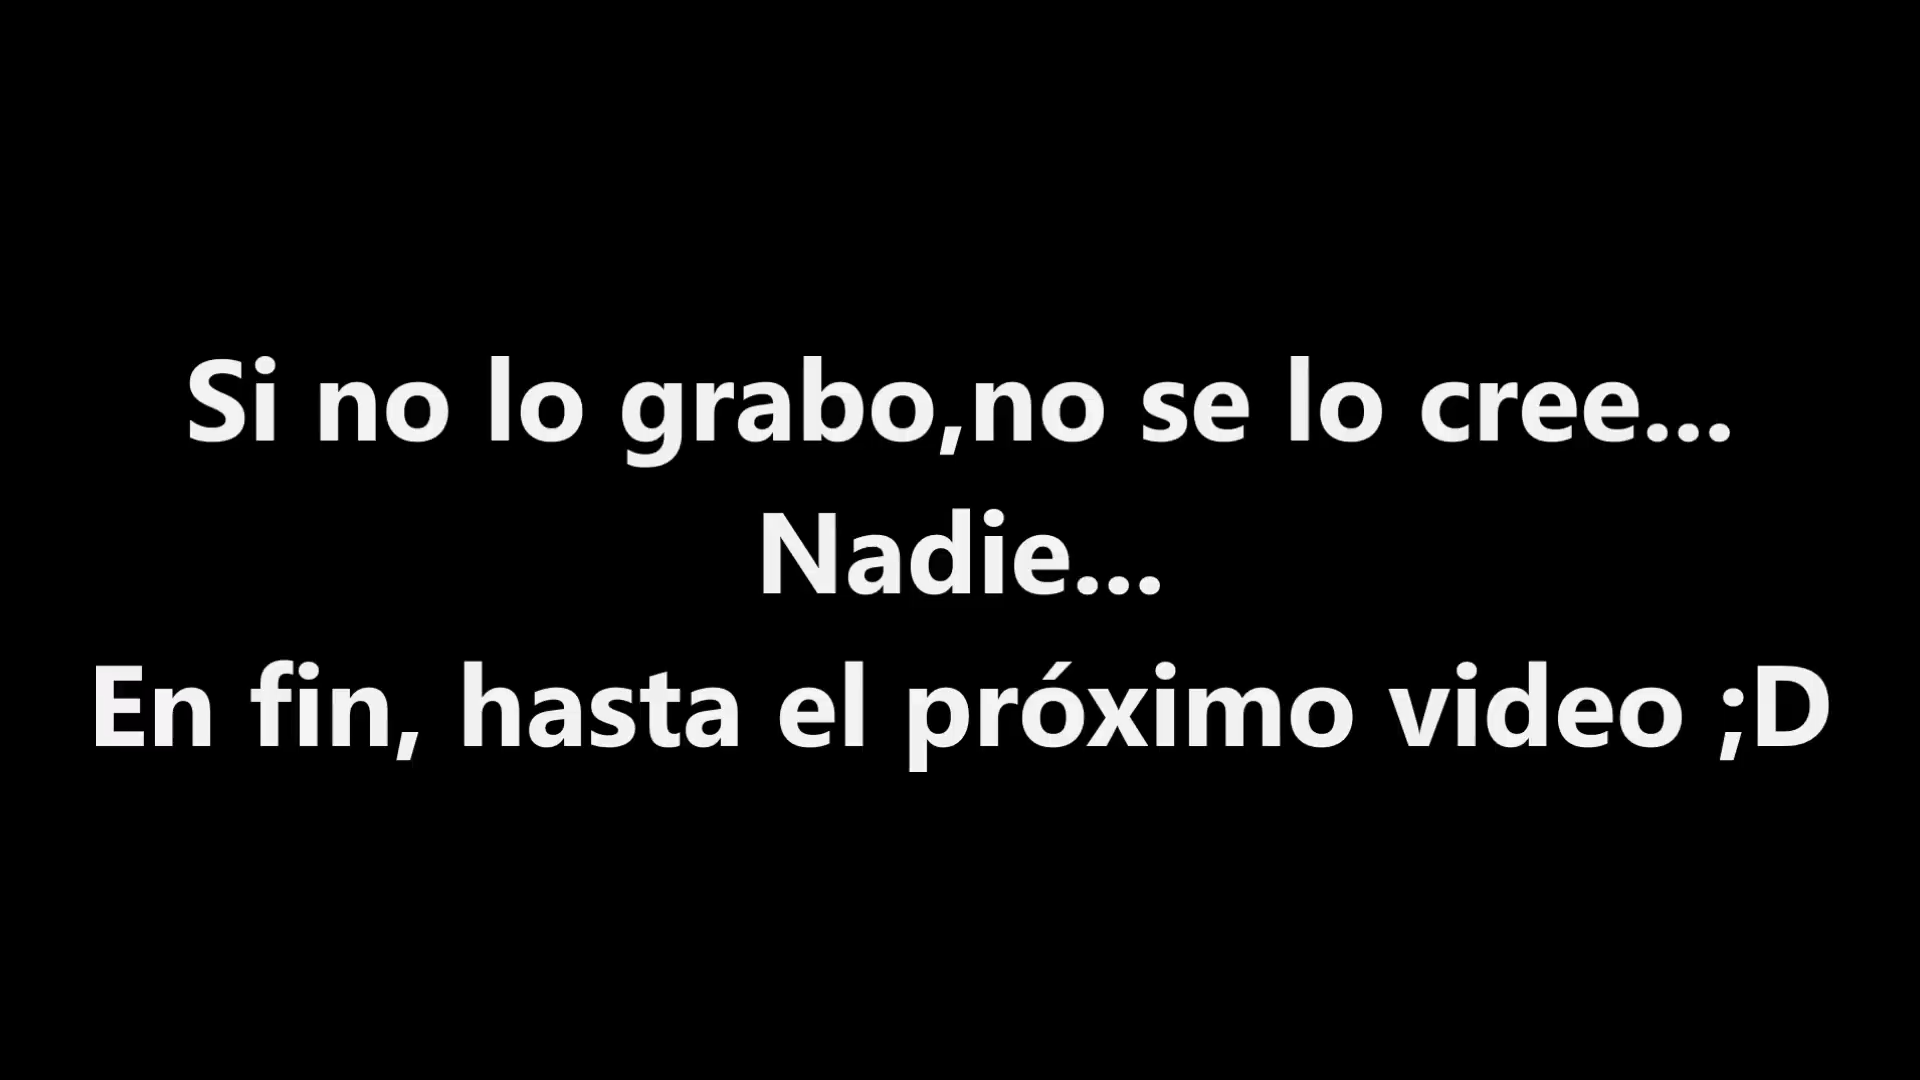 Si no lo grabo,no se lo cree...
Nadie...
En fin, hasta el próximo video ;D